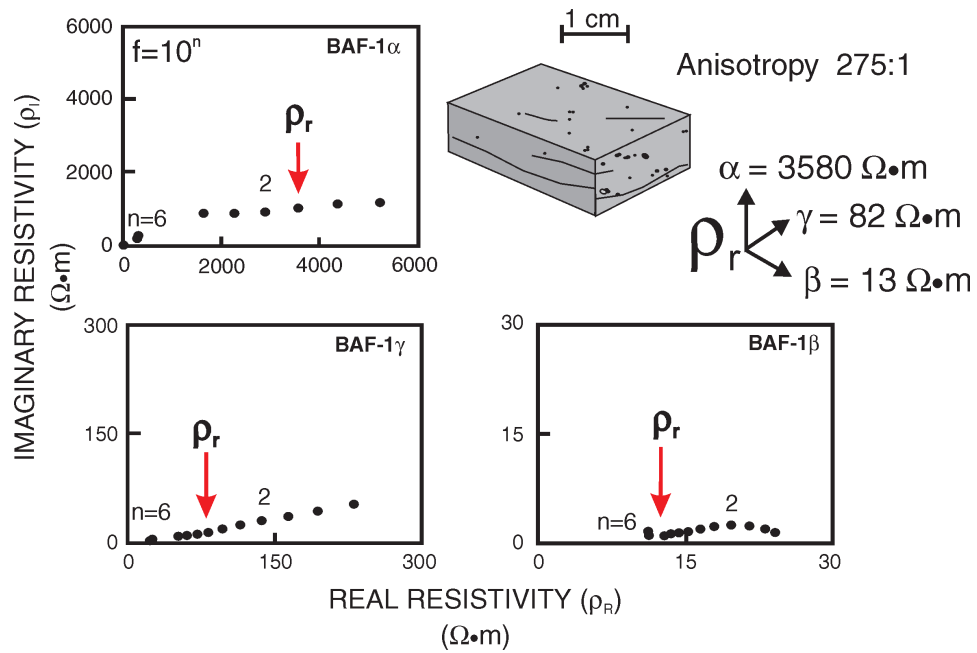 6000
4000
2000
0
f=10ⁿ
BAF-1α
ρr
2
n=6
0
2000
4000
6000
1 cm
Anisotropy 275:1
α = 3580 Ω•m
γ = 82 Ω•m
β = 13 Ω•m
ρr
IMAGINARY RESISTIVITY (ρI)
(Ω•m)
300
150
0
BAF-1γ
ρr
2
n=6
0
150
300
30
15
0
BAF-1β
ρr
2
n=6
0
15
30
REAL RESISTIVITY (ρR)
(Ω•m)